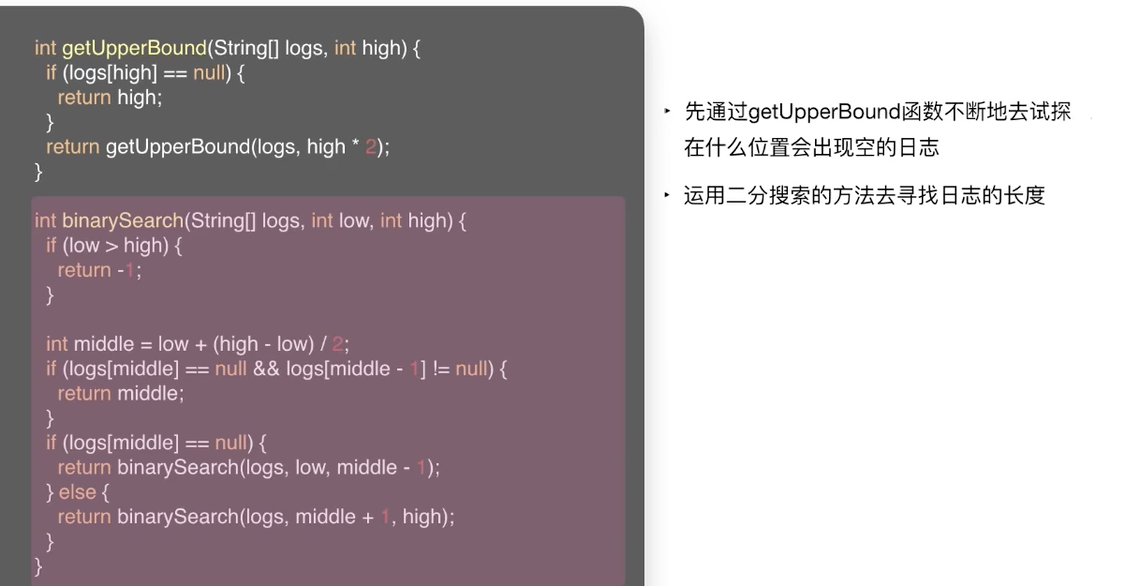 int getUpperBound(String[] logs, int high) {
if (logs[high] == null) {
return high;
}
return getUpperBound(logs, high * 2);
}
int binarySearch(String[] logs, int low, int high) {
if (low > high) {
return -1;
}
int middle = low + (high - low) / 2;
if (logs[middle] == null && logs[middle - 1] != null) {
return middle;
}
if (logs[middle] == null) {
return binarySearch(logs, low, middle - 1);
} else {
return binarySearch(logs, middle + 1, high);
}
}
‣ 先通过getUpperBound函数不断地去试探
在什么位置会出现空的日志
‣ 运用二分搜索的方法去寻找日志的长度